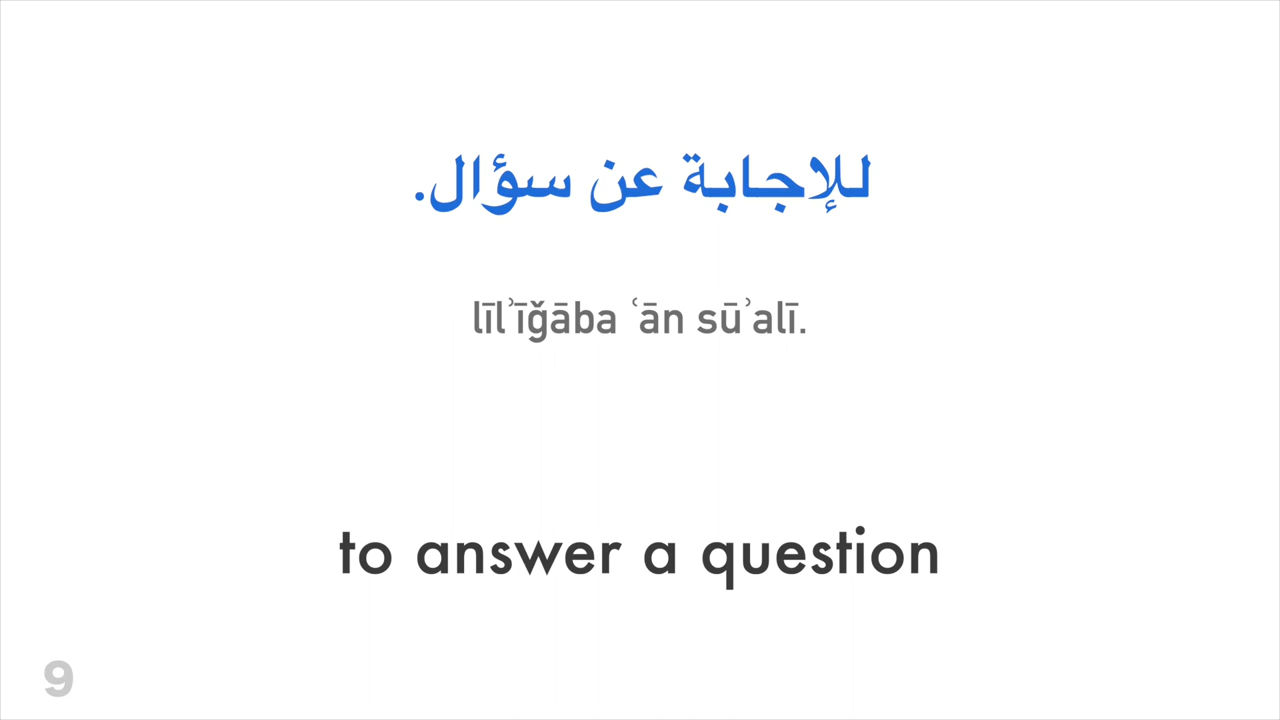 للإجابة عن سؤال.
līlʾīǧāba ʿān sūʾalī.
to answer a question
9